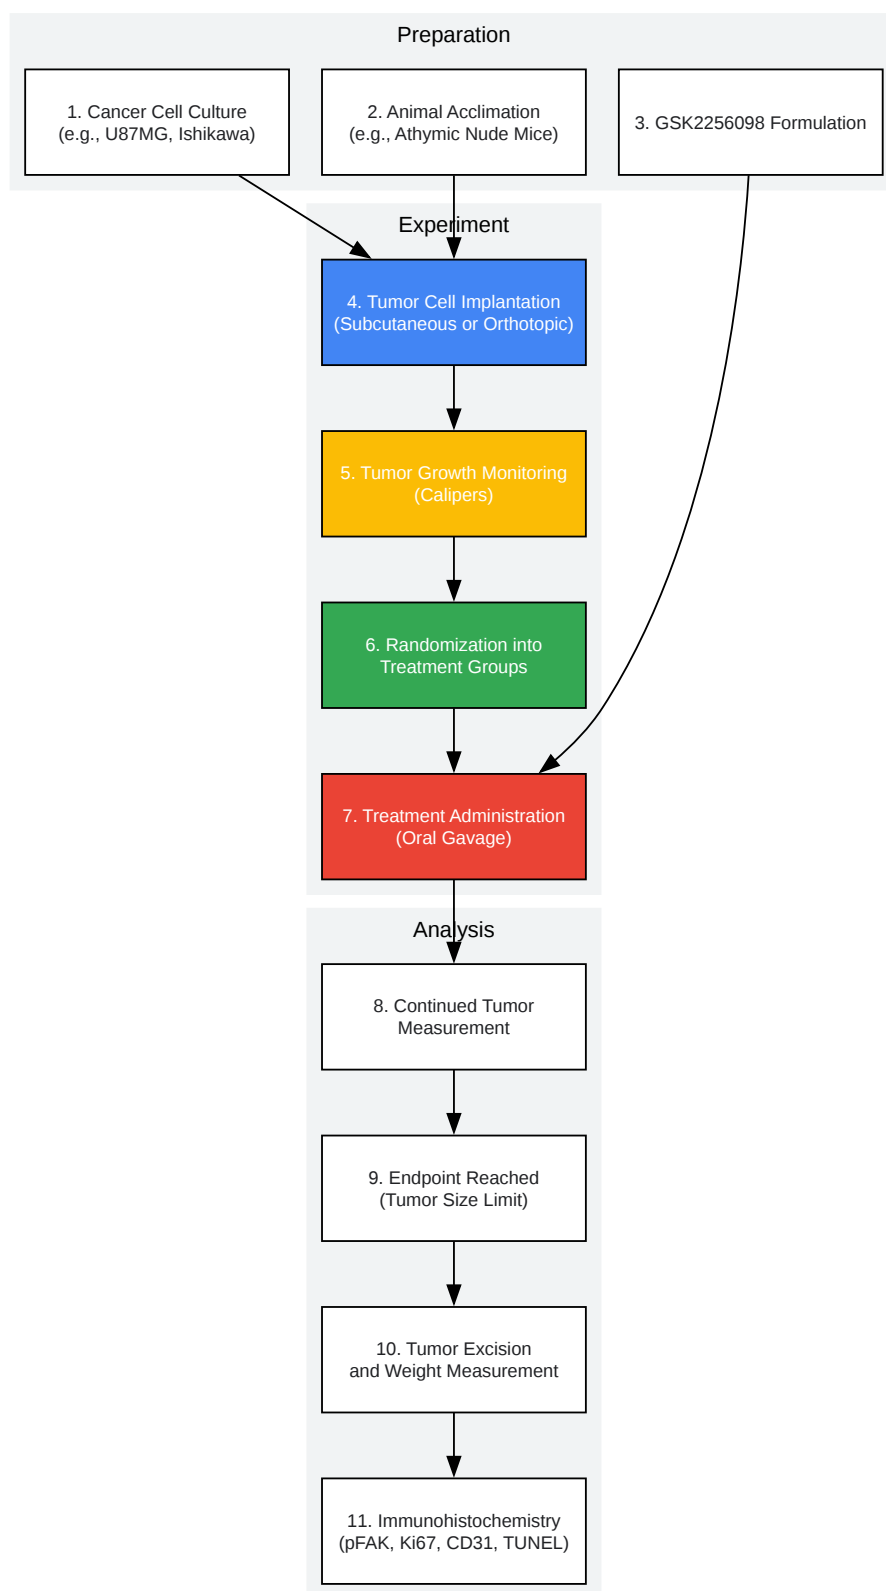 Preparation
1. Cancer Cell Culture
(e.g., U87MG, Ishikawa)
2. Animal Acclimation
(e.g., Athymic Nude Mice)
3. GSK2256098 Formulation
Experiment
4. Tumor Cell Implantation
(Subcutaneous or Orthotopic)
5. Tumor Growth Monitoring
(Calipers)
6. Randomization into
Treatment Groups
7. Treatment Administration
(Oral Gavage)
Analysis
8. Continued Tumor
Measurement
9. Endpoint Reached
(Tumor Size Limit)
10. Tumor Excision
and Weight Measurement
11. Immunohistochemistry
(pFAK, Ki67, CD31, TUNEL)